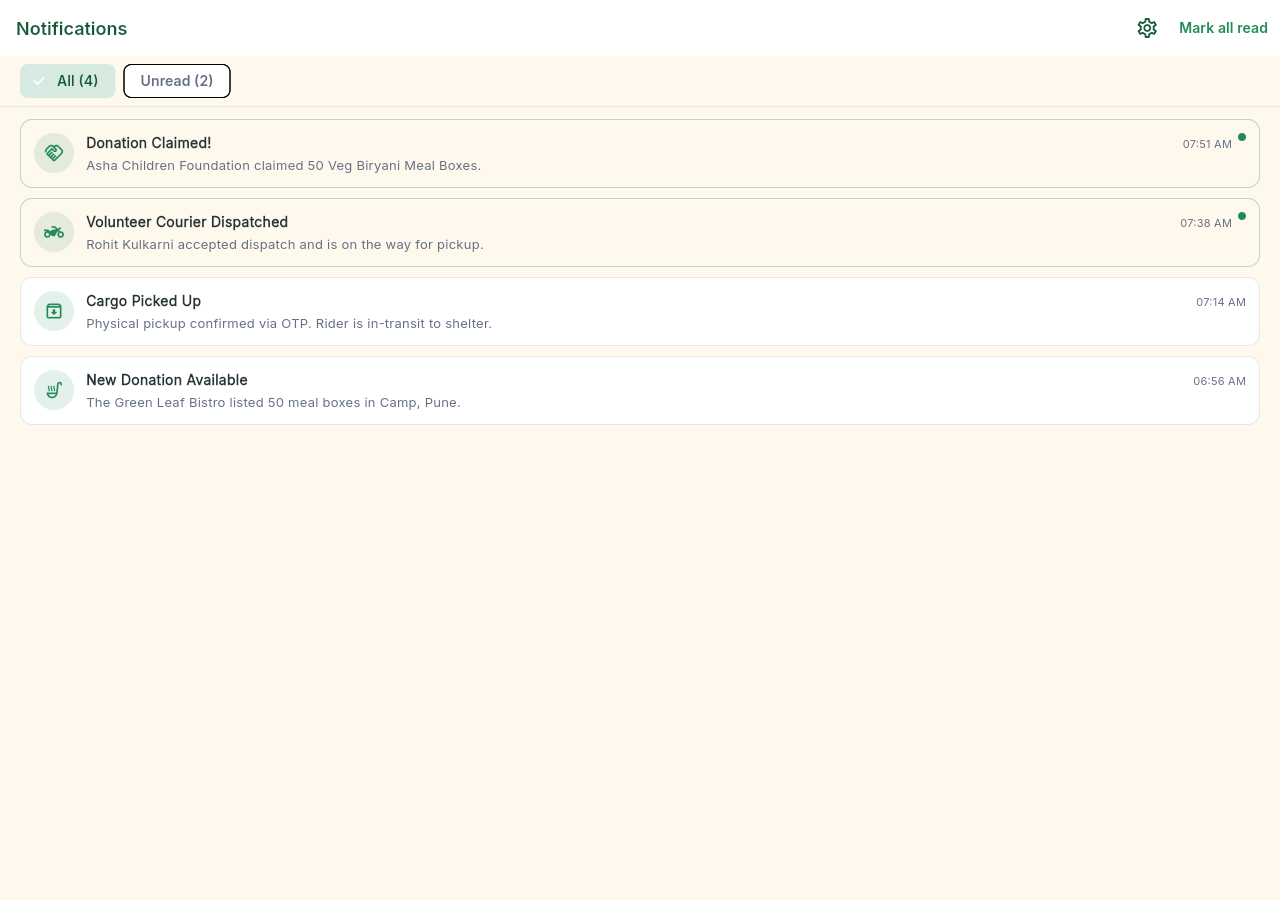 Notifications
Mark all read
All (4)
Unread (2)
Donation Claimed!
07:51 AM
Asha Children Foundation claimed 50 Veg Biryani Meal Boxes.
Volunteer Courier Dispatched
07:38 AM
Rohit Kulkarni accepted dispatch and is on the way for pickup.
Cargo Picked Up
07:14 AM
Physical pickup confirmed via OTP. Rider is in-transit to shelter.
New Donation Available
06:56 AM
The Green Leaf Bistro listed 50 meal boxes in Camp, Pune.